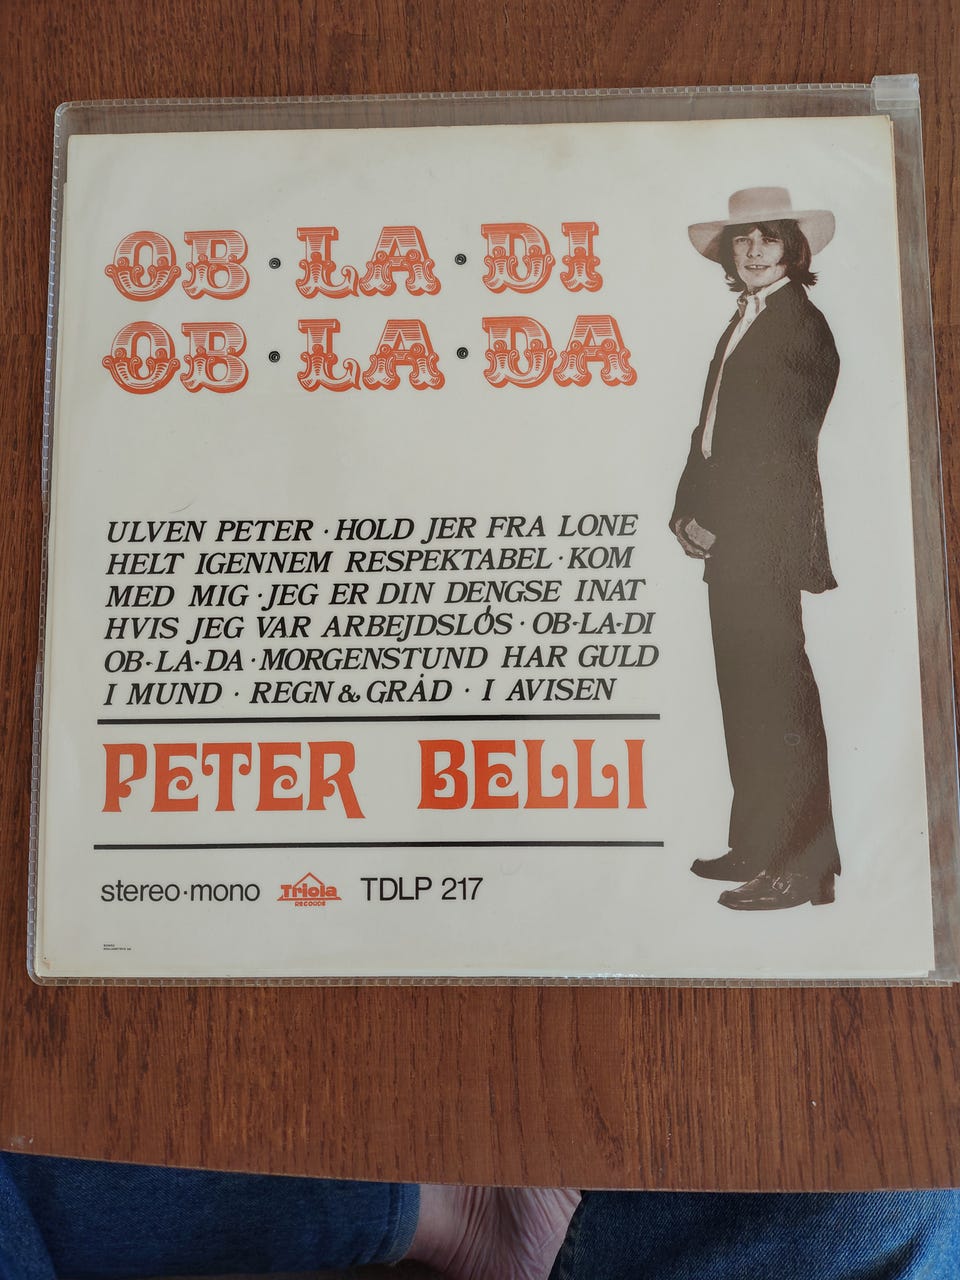 OB·LA·DI
OB·LA·DA
ULVEN PETER · HOLD JER FRA LONE
HELT IGENNEM RESPEKTABEL · KOM
MED MIG · JEG ER DIN DENGSE INAT
HVIS JEG VAR ARBEJDSLØS · OB-LA-DI
OB-LA-DA · MORGENSTUND HAR GULD
I MUND · REGN & GRÅD · I AVISEN
PETER BELLI
stereo·mono Triola RECORDS TDLP 217